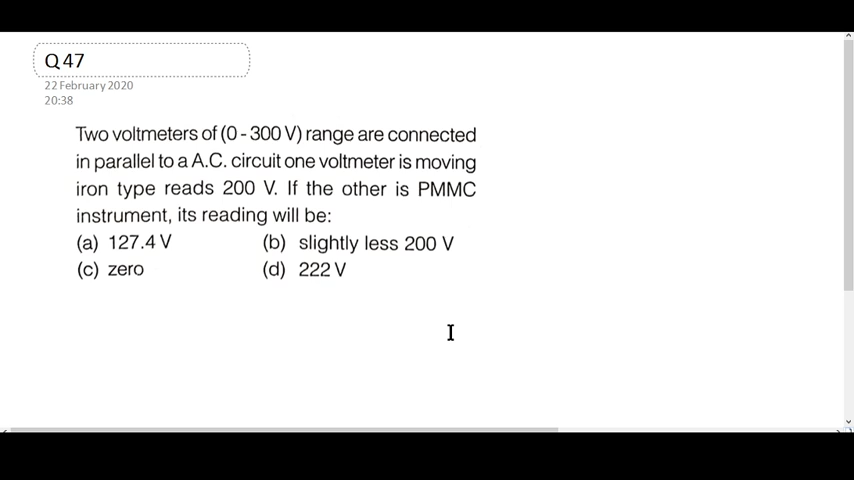 Q 47
22 February 2020
20:38
Two voltmeters of (0 - 300 V) range are connected
in parallel to a A.C. circuit one voltmeter is moving
iron type reads 200 V. If the other is PMMC
instrument, its reading will be:
(a) 127.4 V (b) slightly less 200 V
(c) zero (d) 222 V